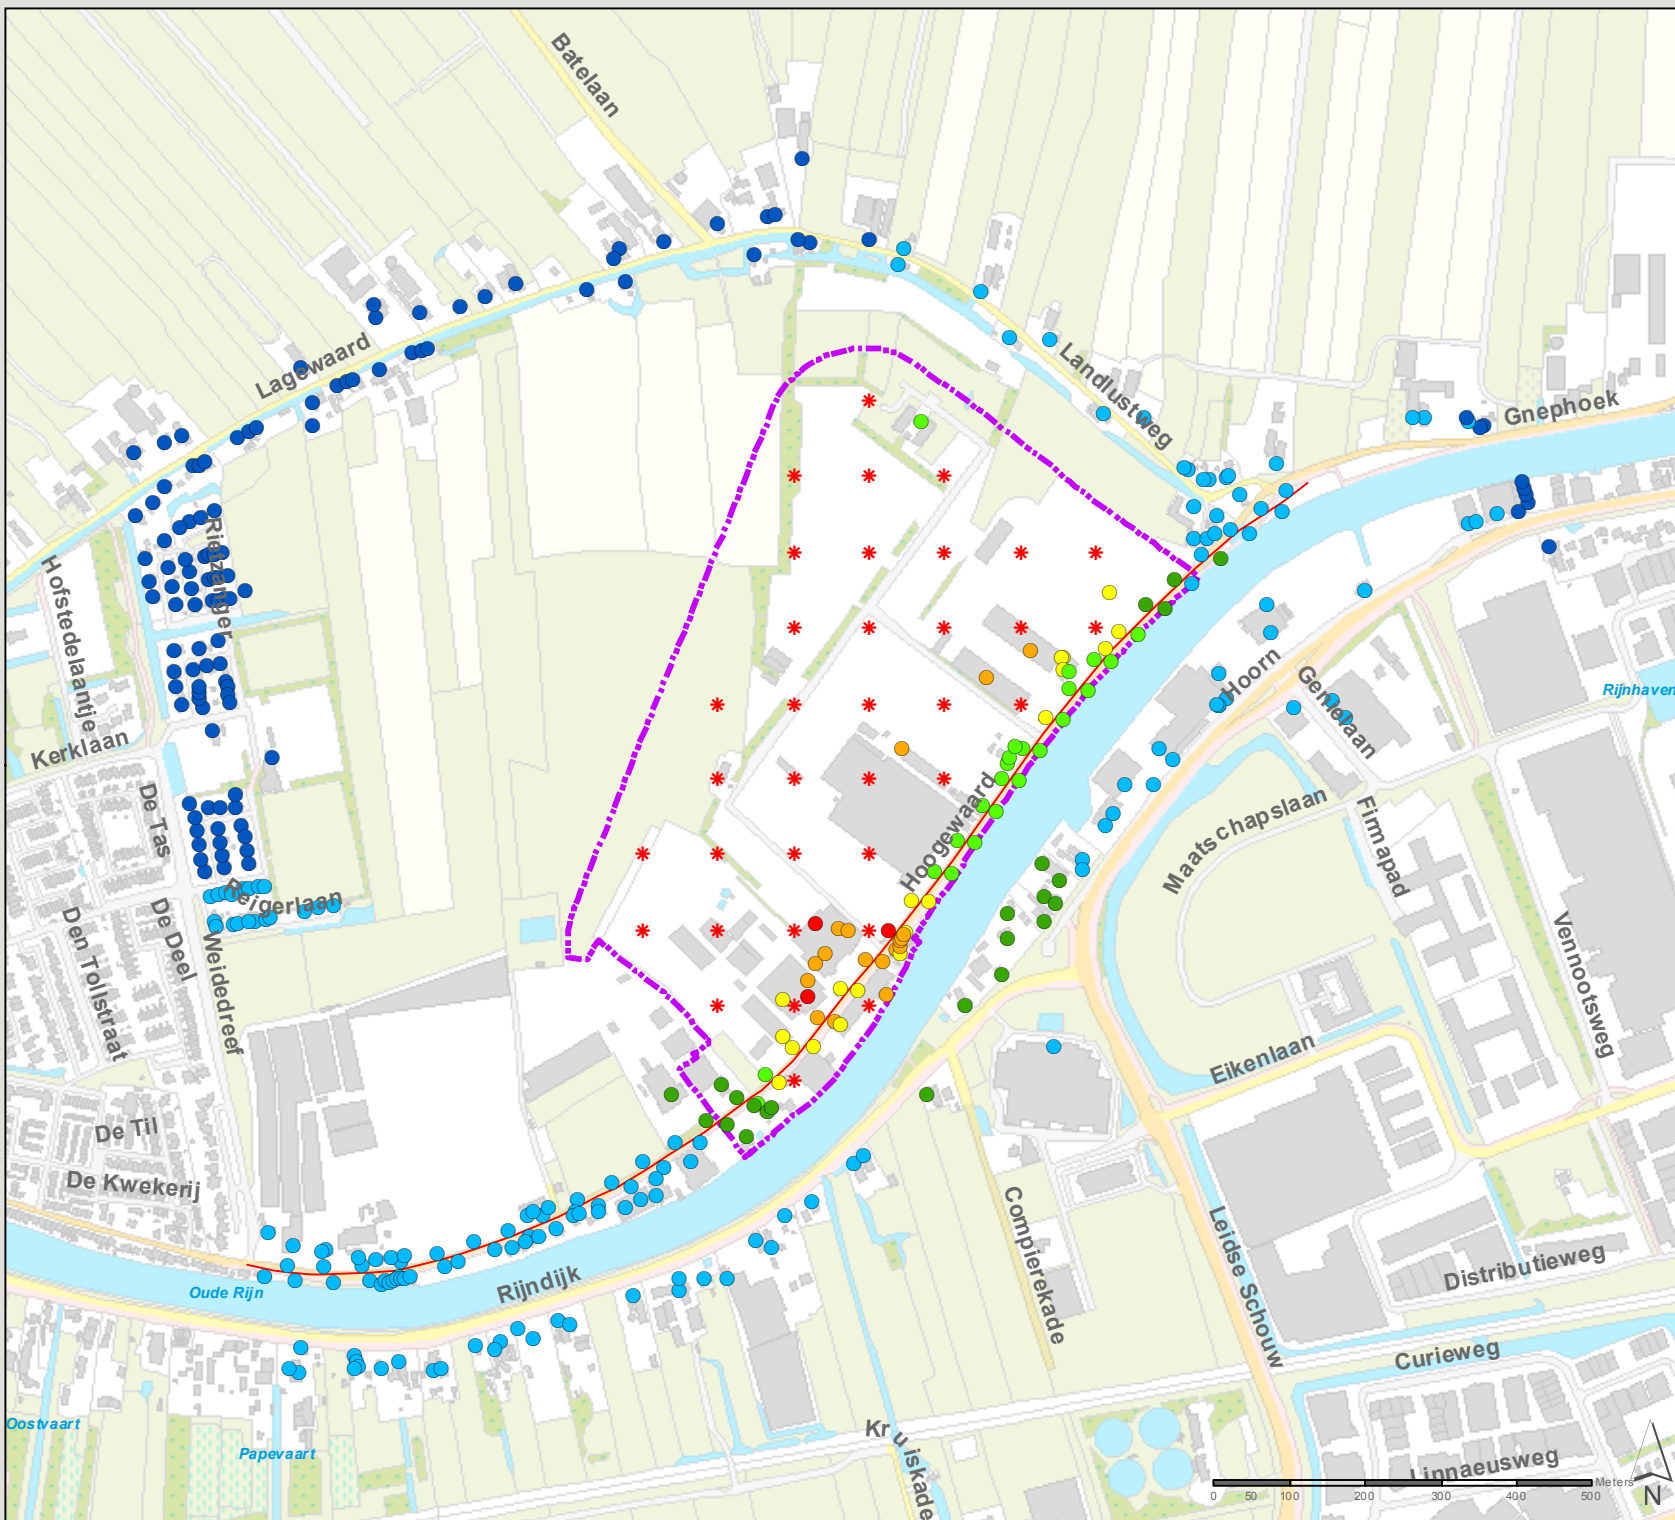 Batelaan
Lagewaard
Landlustweg
Gnephoek
Rietzanger
Hofstedelaantje
Kerklaan
Hoorn
Gemelaan
Rijnhaven
De Tas
Hoogewaard
Maatschapslaan
Firmapad
Reigerlaan
Den Tollstraat
De Deel
Weidedreef
Vennootsweg
Eikenlaan
De Til
De Kwekerij
Compierekade
Leidse Schouw
Distributieweg
Rijndijk
Oude Rijn
Curieweg
Oostvaart
Papevaart
Kruiskade
Linnaeusweg
Meters
0 50 100 200 300 400 500
N